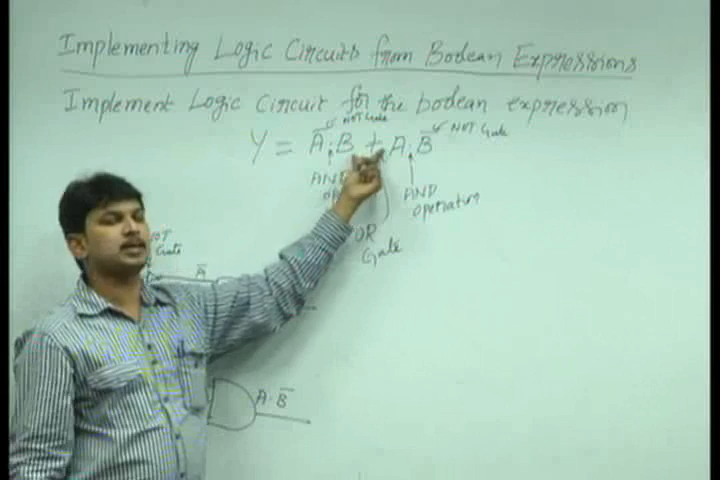 Implementing Logic Circuits from Boolean Expressions
Implement Logic Circuit for the boolean expression
NOT Gate
Y = A̅.B + A.B̅
NOT Gate
AND
AND
operation
OR
Gate
Gate
A̅
A.B̅